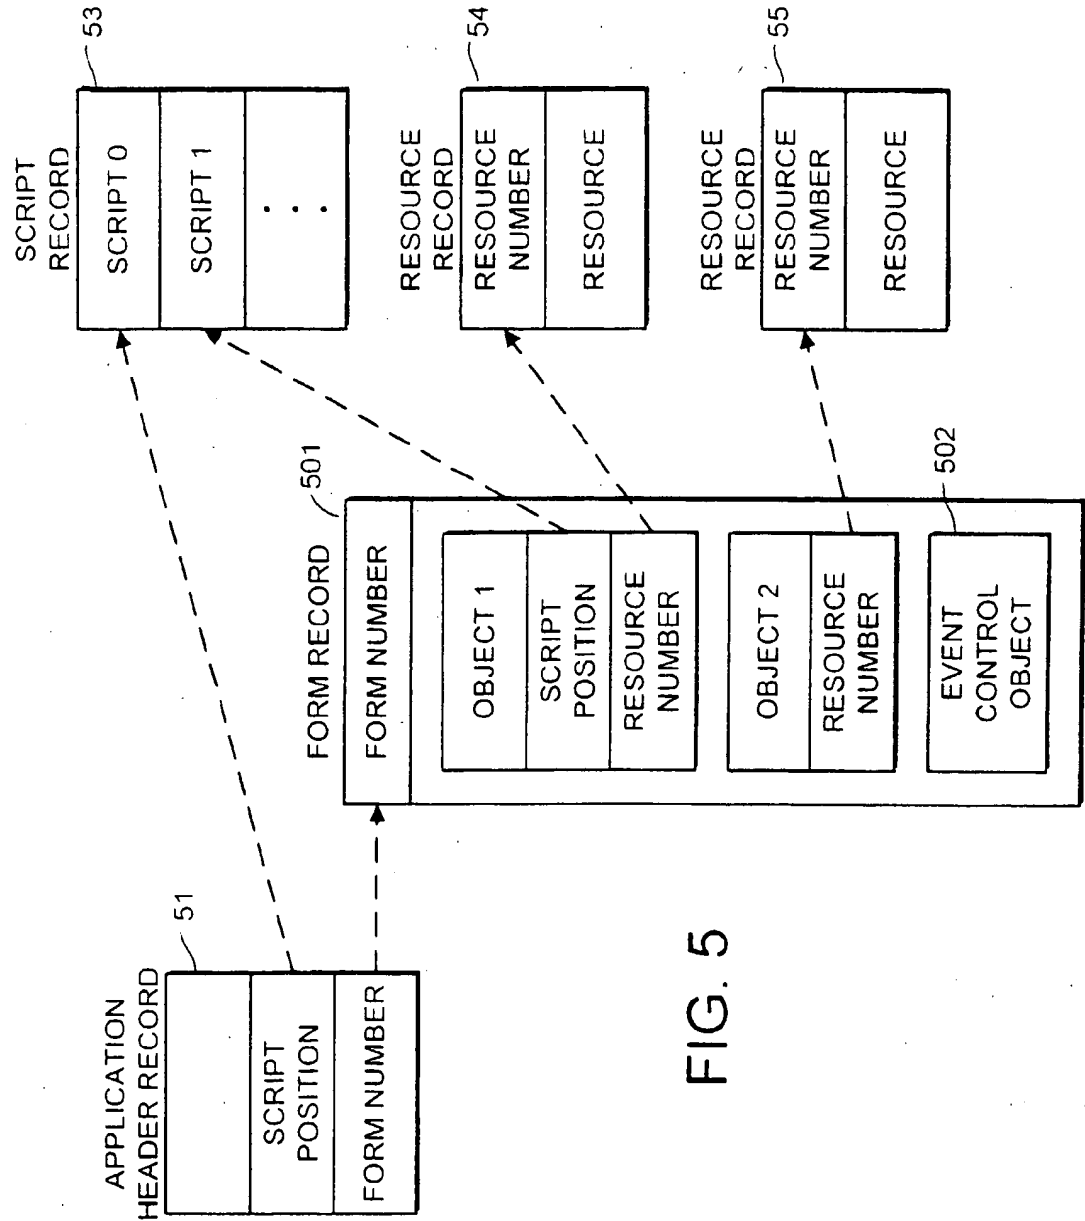 APPLICATION
HEADER RECORD
51
SCRIPT
POSITION
FORM NUMBER
FORM RECORD
501
FORM NUMBER
OBJECT 1
SCRIPT
POSITION
RESOURCE
NUMBER
OBJECT 2
RESOURCE
NUMBER
EVENT
CONTROL
OBJECT
502
SCRIPT
RECORD
53
SCRIPT 0
SCRIPT 1
. . .
RESOURCE
RECORD
54
RESOURCE
NUMBER
RESOURCE
RESOURCE
RECORD
55
RESOURCE
NUMBER
RESOURCE
FIG. 5